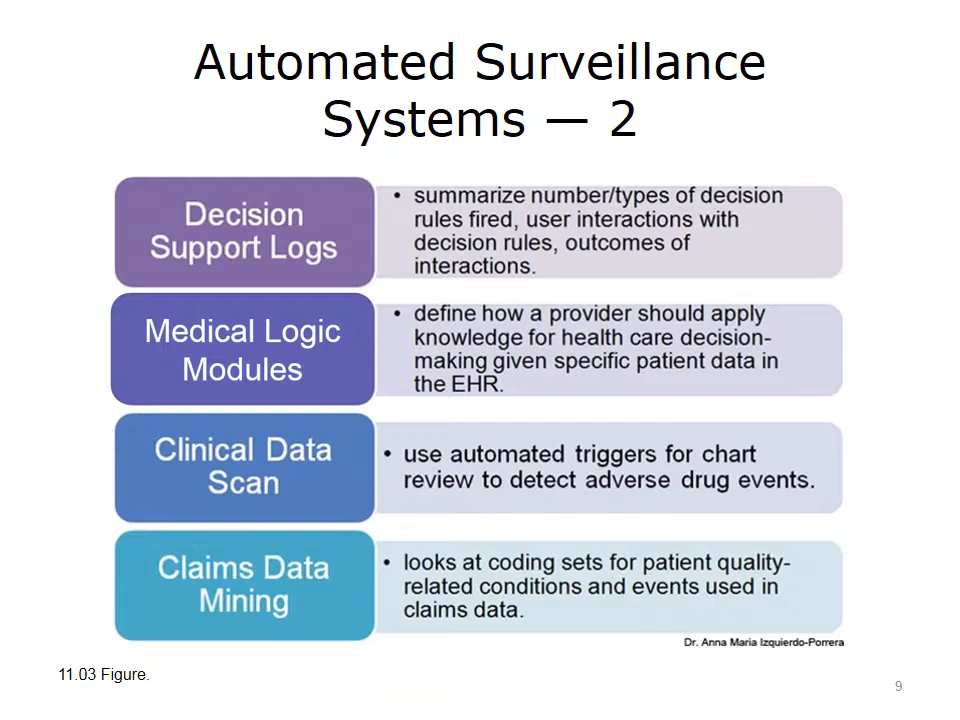 Automated Surveillance
Systems — 2
Decision
Support Logs
• summarize number/types of decision
rules fired, user interactions with
decision rules, outcomes of
interactions.
Medical Logic
Modules
• define how a provider should apply
knowledge for health care decision-
making given specific patient data in
the EHR.
Clinical Data
Scan
• use automated triggers for chart
review to detect adverse drug events.
Claims Data
Mining
• looks at coding sets for patient quality-
related conditions and events used in
claims data.
Dr. Anna Maria Izquierdo-Porrera
11.03 Figure.
9